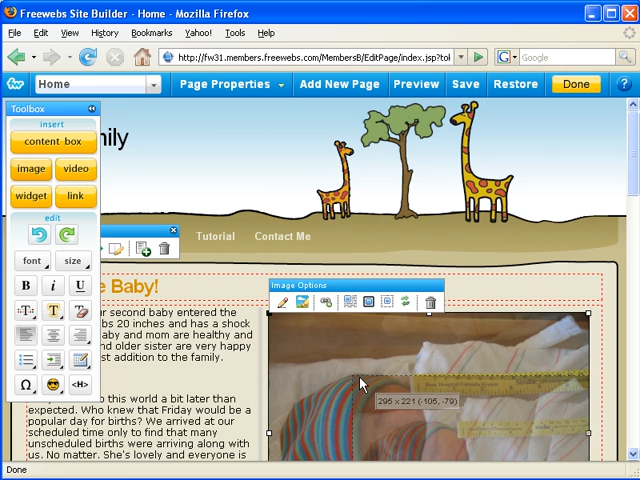 Freewebs Site Builder - Home - Mozilla Firefox
File Edit View History Bookmarks Yahoo! Tools Help
http://fw31.members.freewebs.com/MembersB/EditPage/index.jsp?tol
Google
fw Home Page Properties Add New Page Preview Save Restore Done ?
Toolbox
insert
content box
image video
widget link
edit
font size
B i U
T T
Ω <H>
mily
Tutorial Contact Me
e Baby!
Image Options
ur second baby entered the
bs 20 inches and has a shock
aby and mom are healthy and
and older sister are very happy
st addition to the family.
o this world a bit later than
expected. Who knew that Friday would be a
popular day for births? We arrived at our
scheduled time only to find that many
unscheduled births were arriving along with
us. No matter. She's lovely and everyone is
295 x 221 (-105, -79)
Done